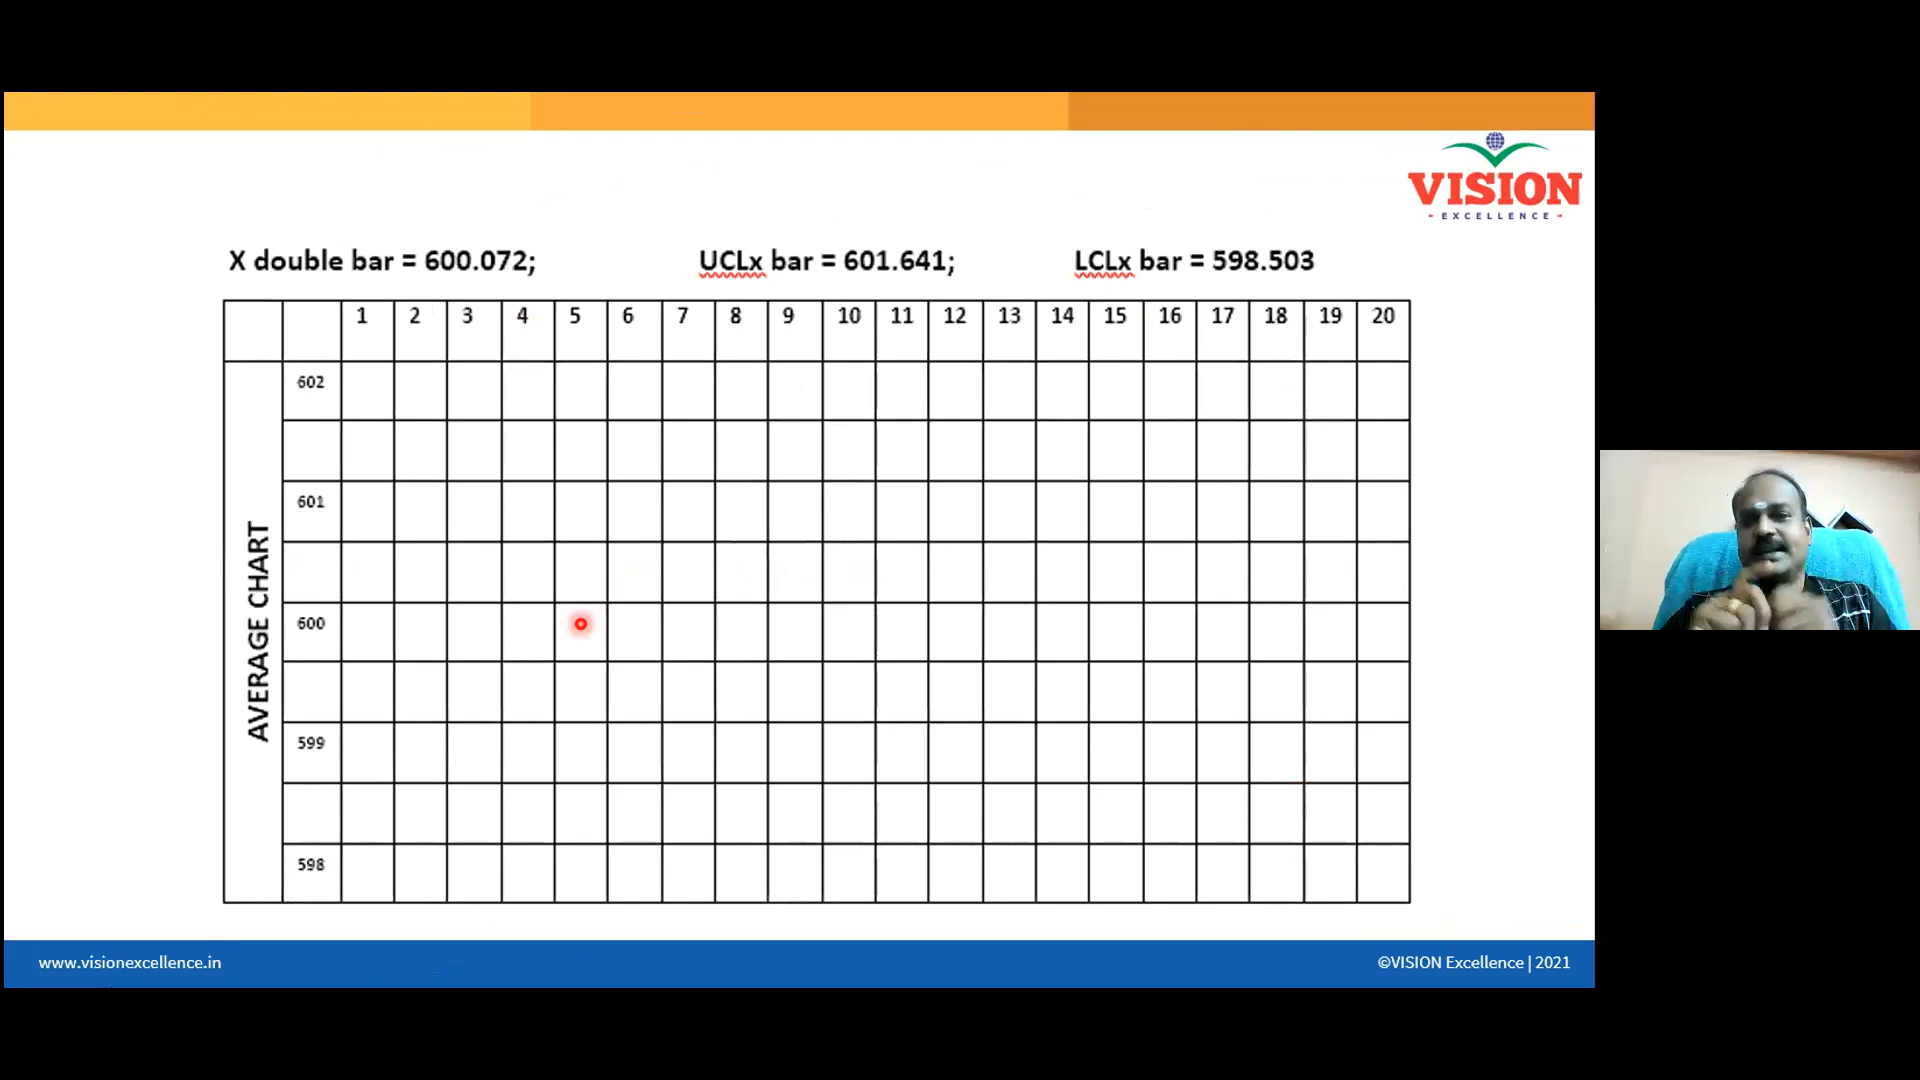 VISION
EXCELLENCE
X double bar = 600.072; UCLx bar = 601.641; LCLx bar = 598.503
1 2 3 4 5 6 7 8 9 10 11 12 13 14 15 16 17 18 19 20
AVERAGE CHART
602
601
600
599
598
www.visionexcellence.in ©VISION Excellence | 2021